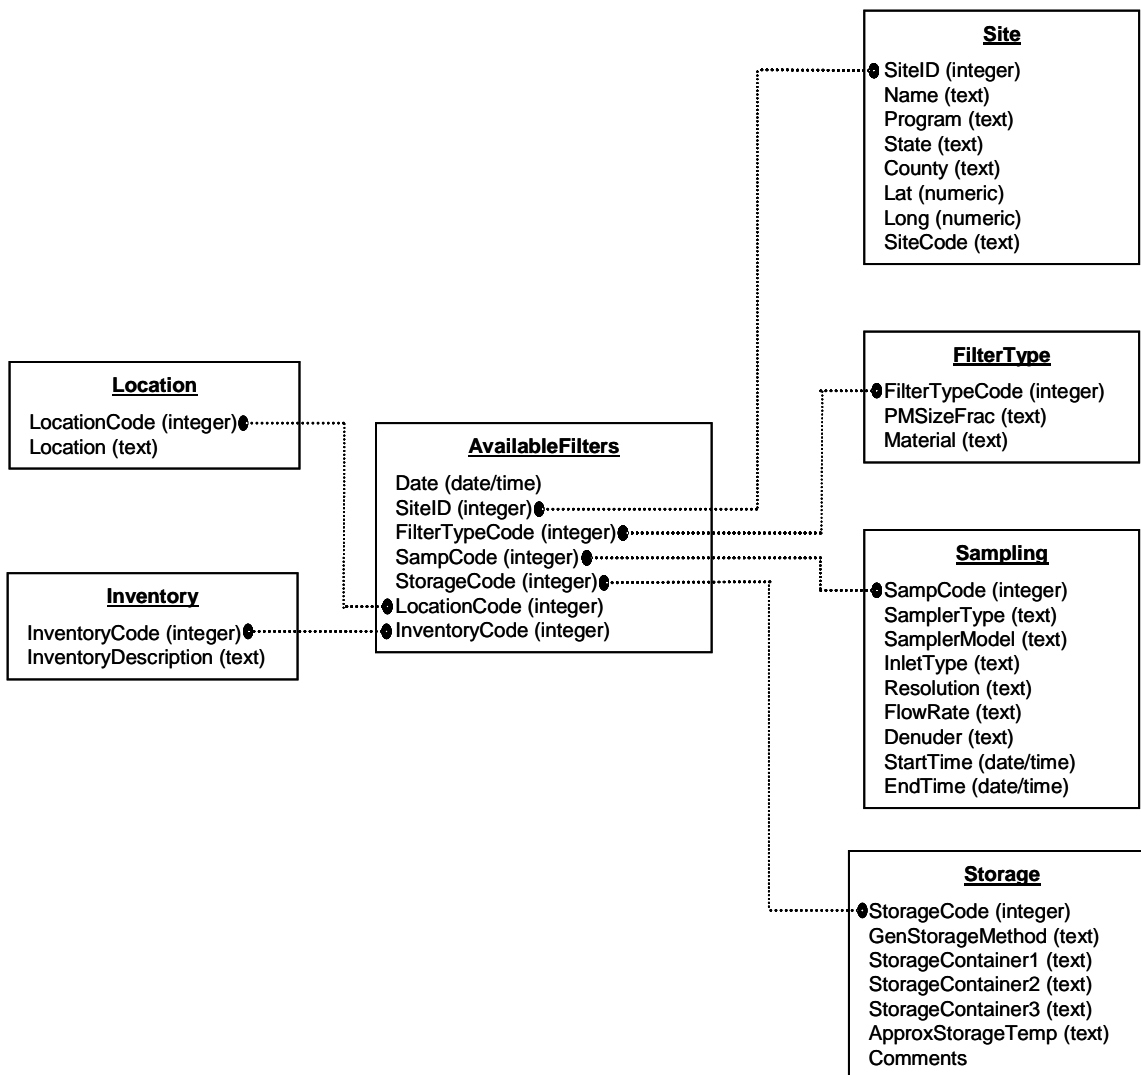 Site
SiteID (integer)
Name (text)
Program (text)
State (text)
County (text)
Lat (numeric)
Long (numeric)
SiteCode (text)
FilterType
FilterTypeCode (integer)
PMSizeFrac (text)
Material (text)
Location
LocationCode (integer)
Location (text)
AvailableFilters
Date (date/time)
SiteID (integer)
FilterTypeCode (integer)
SampCode (integer)
StorageCode (integer)
LocationCode (integer)
InventoryCode (integer)
Inventory
InventoryCode (integer)
InventoryDescription (text)
Sampling
SampCode (integer)
SamplerType (text)
SamplerModel (text)
InletType (text)
Resolution (text)
FlowRate (text)
Denuder (text)
StartTime (date/time)
EndTime (date/time)
Storage
StorageCode (integer)
GenStorageMethod (text)
StorageContainer1 (text)
StorageContainer2 (text)
StorageContainer3 (text)
ApproxStorageTemp (text)
Comments